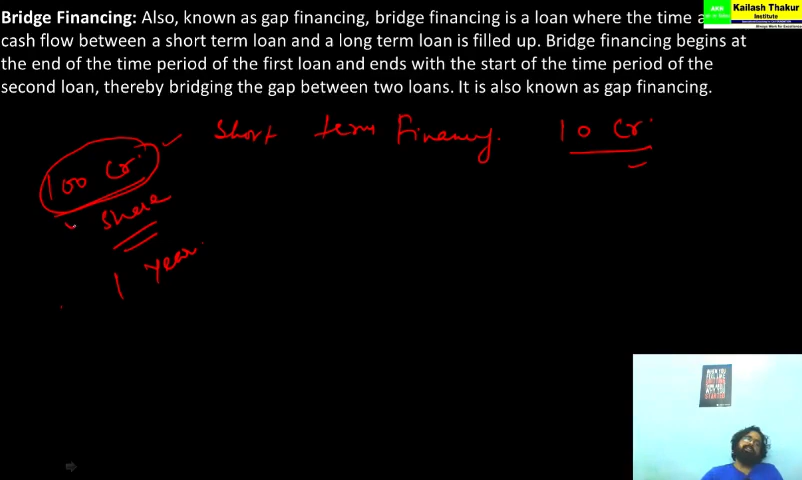 Bridge Financing: Also, known as gap financing, bridge financing is a loan where the time a
cash flow between a short term loan and a long term loan is filled up. Bridge financing begins at
the end of the time period of the first loan and ends with the start of the time period of the
second loan, thereby bridging the gap between two loans. It is also known as gap financing.
Kailash Thakur
Institute
Short term Financing. 10 Cr.
100 Cr.
Share
1 Year.